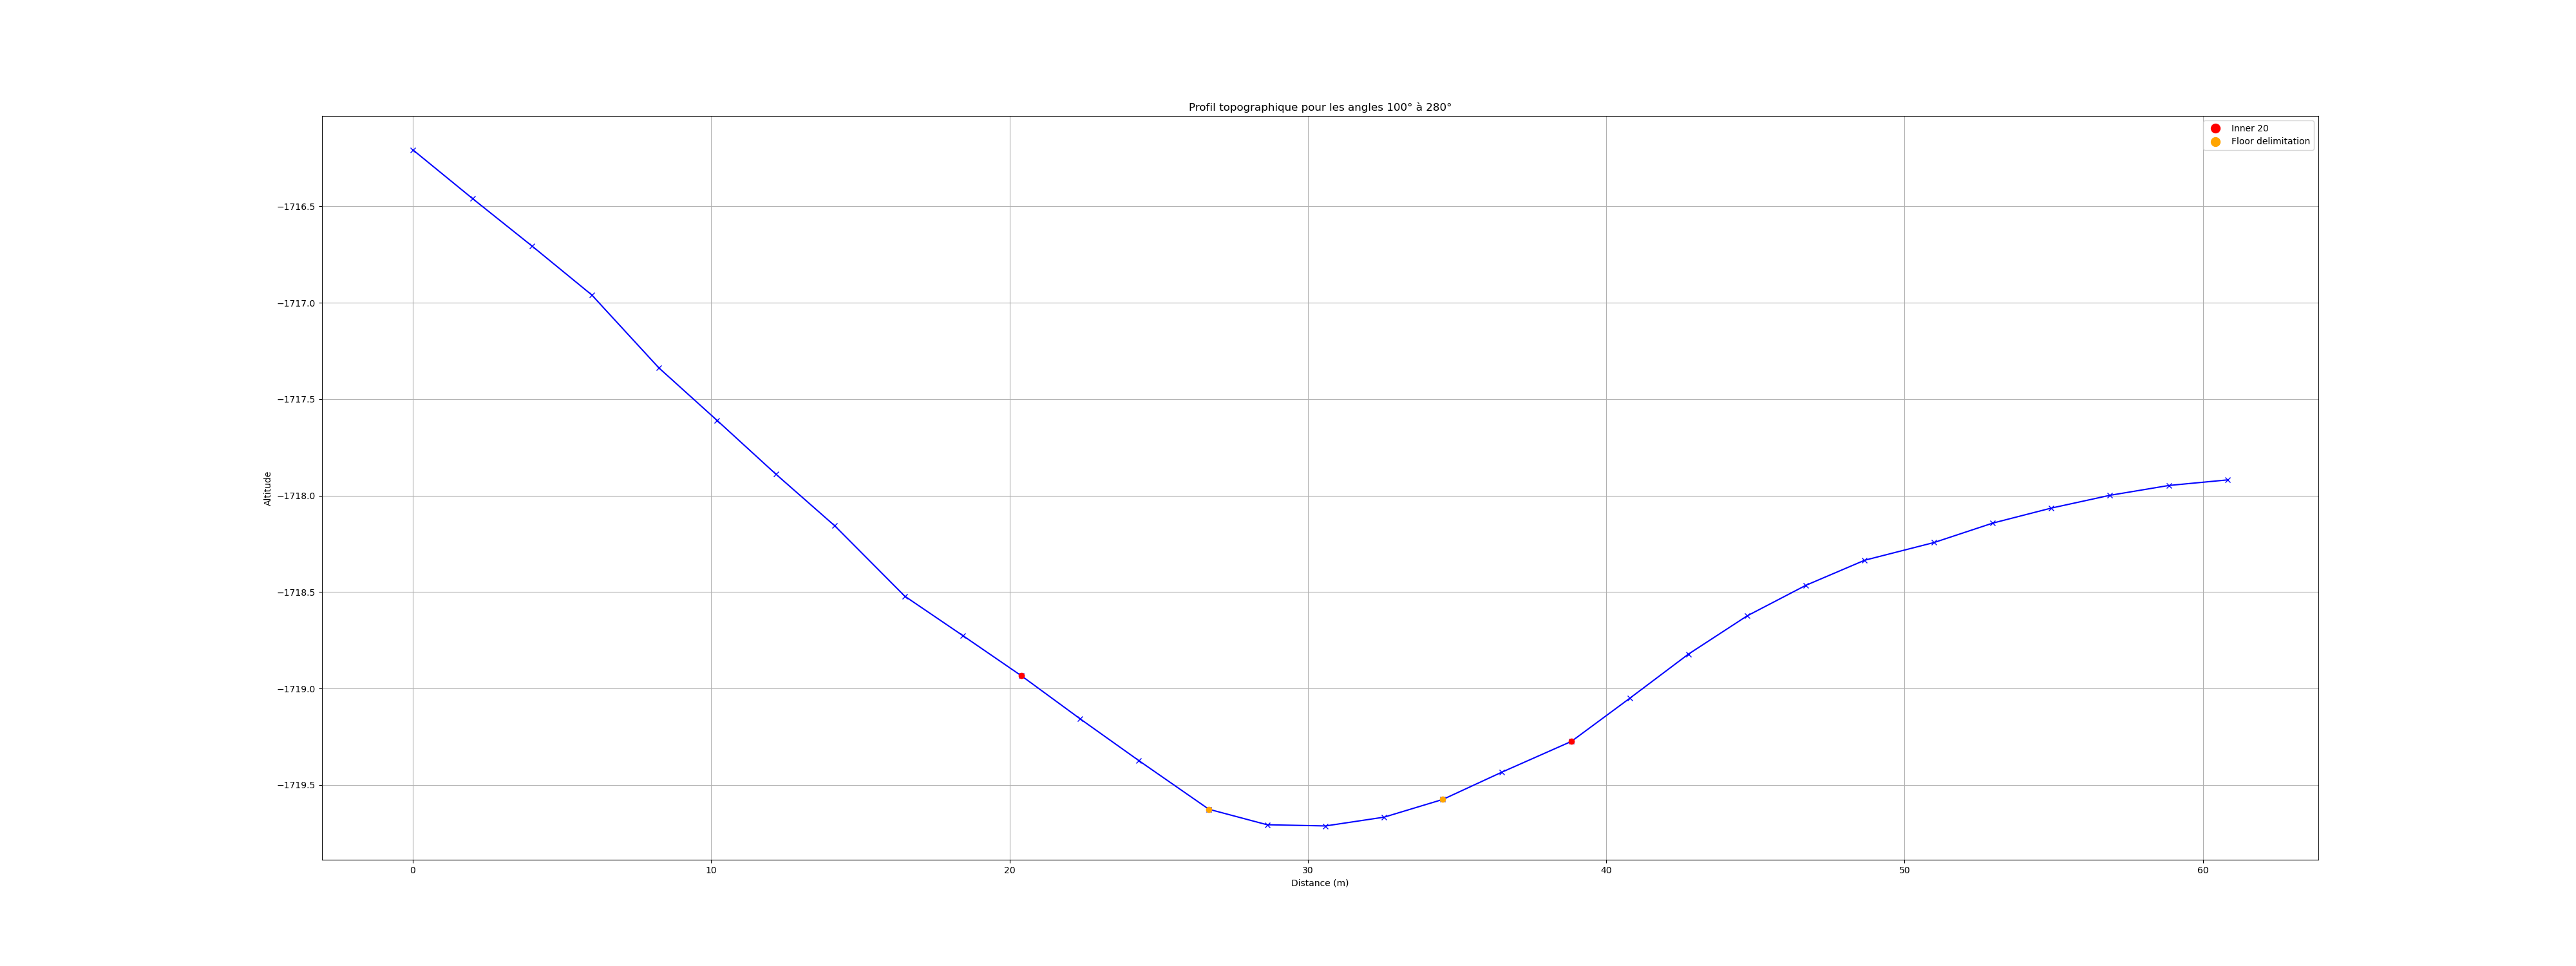 Profil topographique pour les angles 100° à 280°
Inner 20
Floor delimitation
−1716.5
−1717.0
−1717.5
−1718.0
−1718.5
−1719.0
−1719.5
Altitude
0 10 20 30 40 50 60
Distance (m)